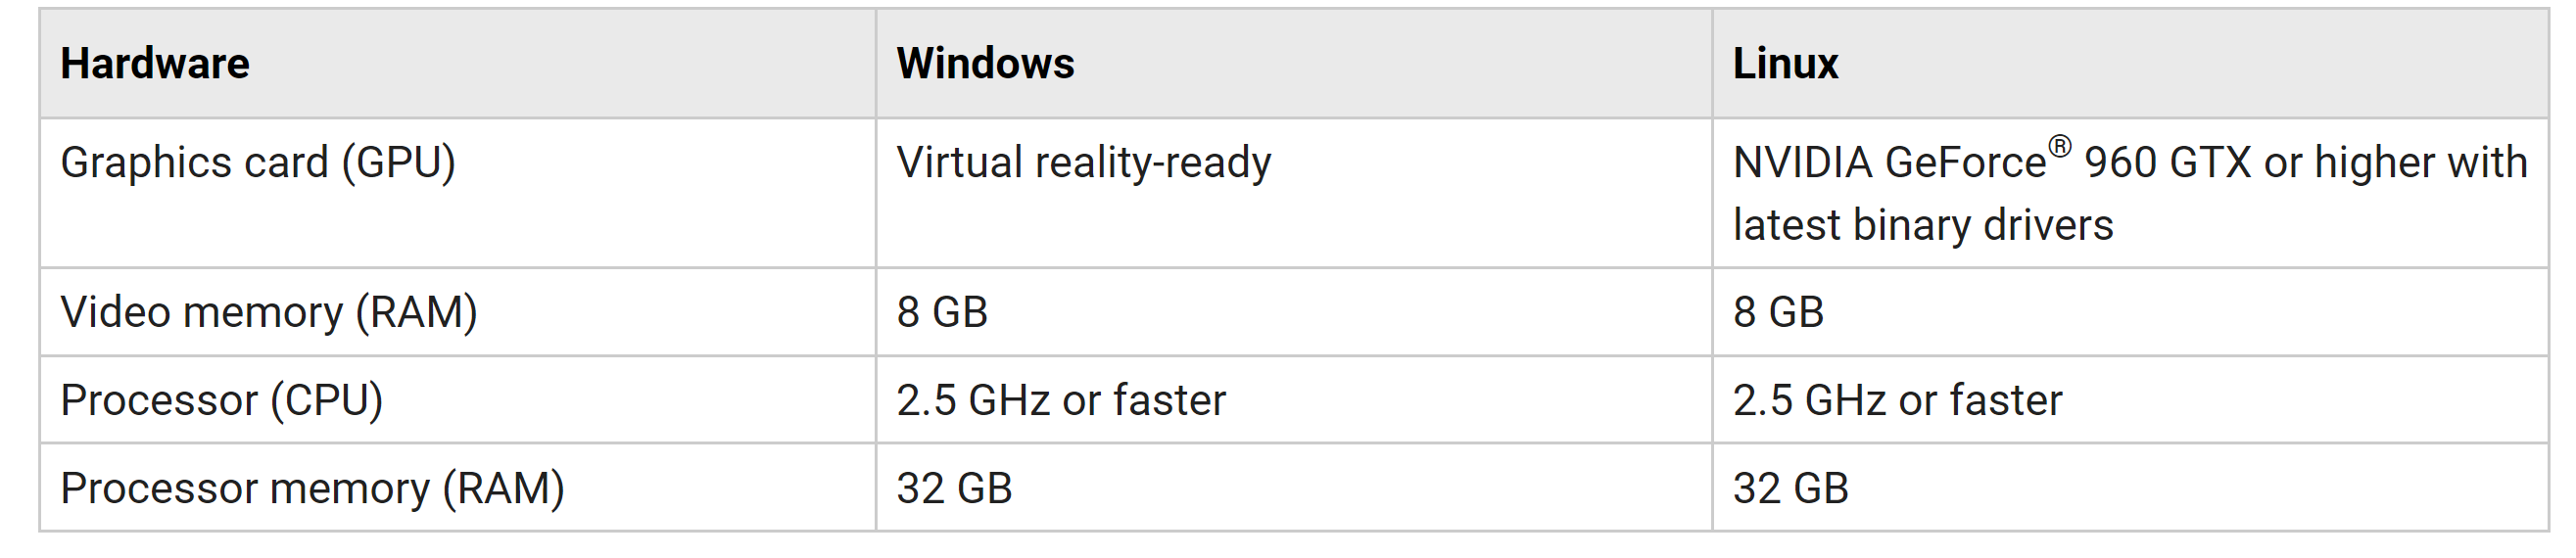 Hardware Windows Linux
Graphics card (GPU) Virtual reality-ready NVIDIA GeForce® 960 GTX or higher with
latest binary drivers
Video memory (RAM) 8 GB 8 GB
Processor (CPU) 2.5 GHz or faster 2.5 GHz or faster
Processor memory (RAM) 32 GB 32 GB